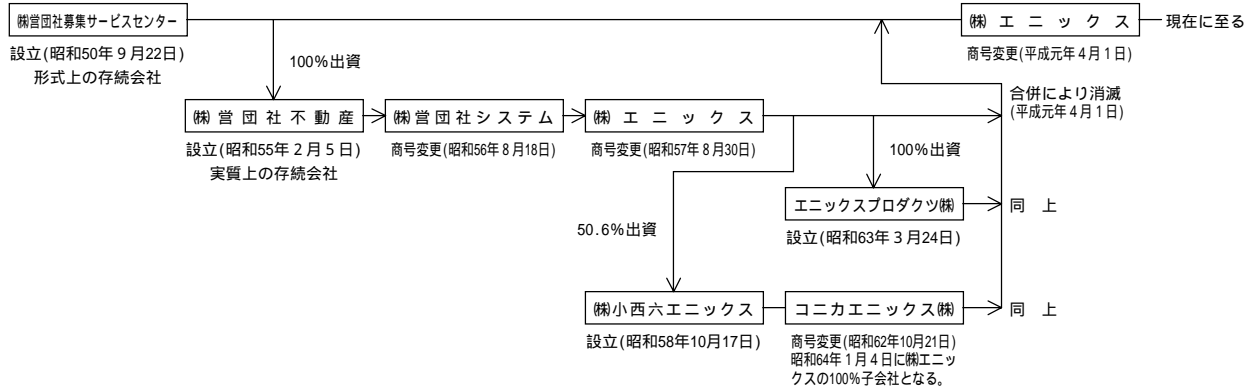 ㈱営団社募集サービスセンター
設立(昭和50年9月22日)
形式上の存続会社
100%出資
㈱エニックス
現在に至る
商号変更(平成元年4月1日)
合併により消滅
(平成元年4月1日)
㈱営団社不動産
設立(昭和55年2月5日)
実質上の存続会社
㈱営団社システム
商号変更(昭和56年8月18日)
㈱エニックス
商号変更(昭和57年8月30日)
100%出資
エニックスプロダクツ㈱
同上
設立(昭和63年3月24日)
50.6%出資
㈱小西六エニックス
設立(昭和58年10月17日)
コニカエニックス㈱
同上
商号変更(昭和62年10月21日)
昭和64年1月4日に㈱エニッ
クスの100%子会社となる。